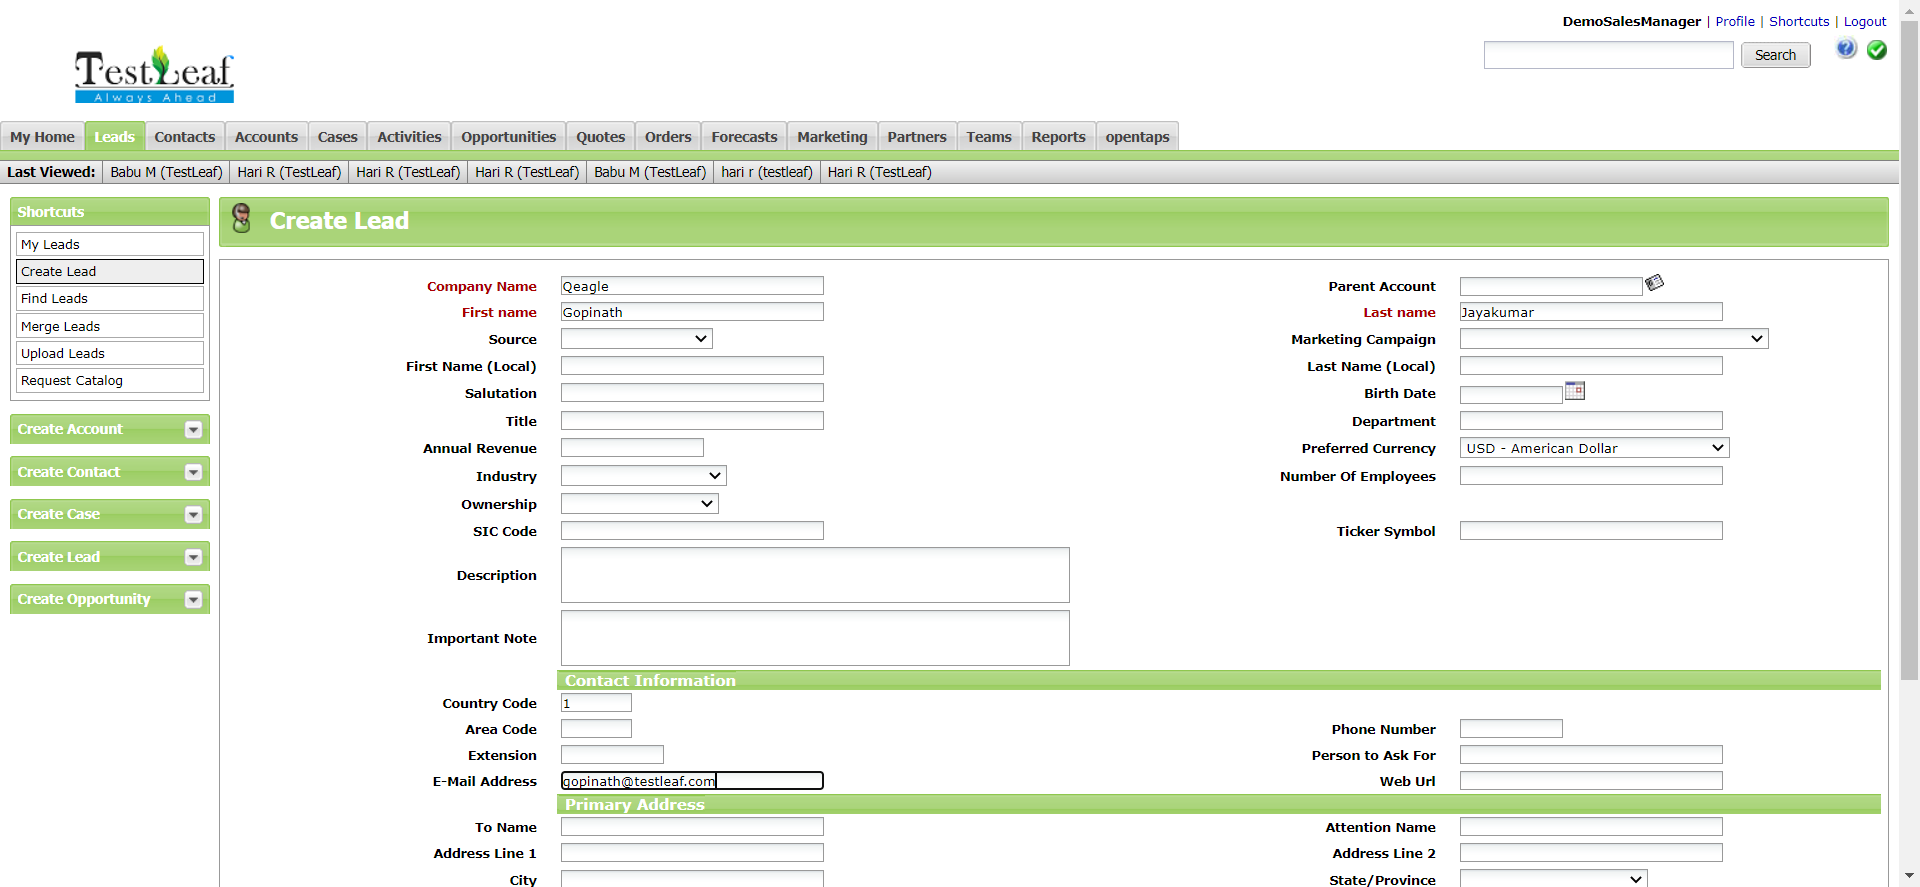 DemoSalesManager | Profile | Shortcuts | Logout
TestLeaf
Always Ahead
Search
My Home Leads Contacts Accounts Cases Activities Opportunities Quotes Orders Forecasts Marketing Partners Teams Reports opentaps
Last Viewed: Babu M (TestLeaf) Hari R (TestLeaf) Hari R (TestLeaf) Hari R (TestLeaf) Babu M (TestLeaf) hari r (testleaf) Hari R (TestLeaf)
Shortcuts
My Leads
Create Lead
Find Leads
Merge Leads
Upload Leads
Request Catalog
Create Account
Create Contact
Create Case
Create Lead
Create Opportunity
Create Lead
Company Name Qeagle Parent Account
First name Gopinath Last name Jayakumar
Source Marketing Campaign
First Name (Local) Last Name (Local)
Salutation Birth Date
Title Department
Annual Revenue Preferred Currency USD - American Dollar
Industry Number Of Employees
Ownership
SIC Code Ticker Symbol
Description
Important Note
Contact Information
Country Code 1
Area Code Phone Number
Extension Person to Ask For
E-Mail Address gopinath@testleaf.com Web Url
Primary Address
To Name Attention Name
Address Line 1 Address Line 2
City State/Province